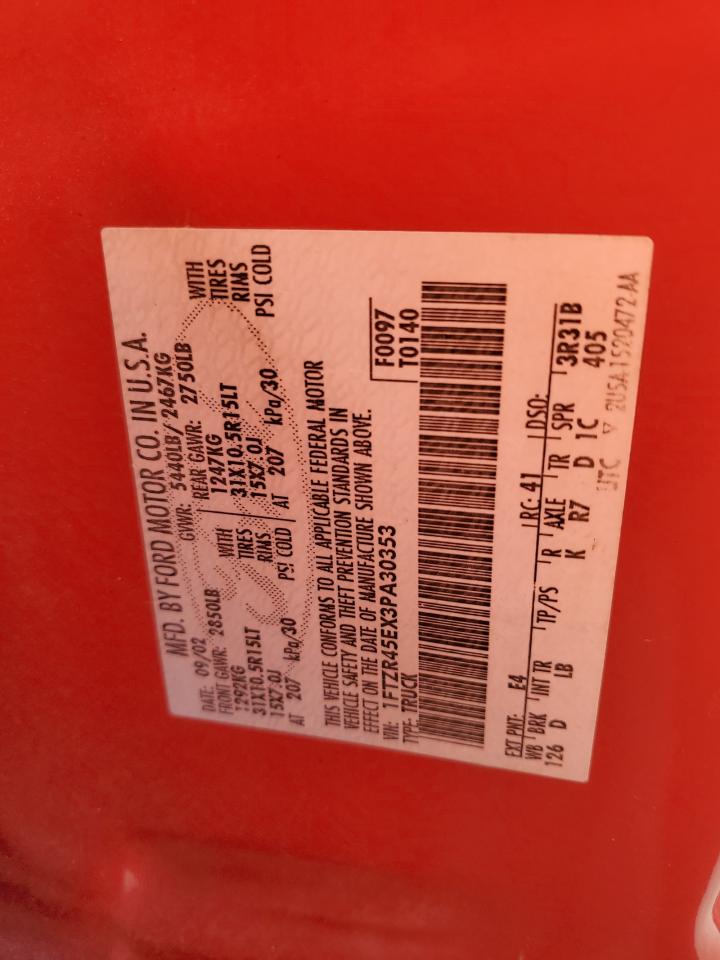 MFD. BY FORD MOTOR CO. IN U.S.A.
DATE: 09/02 GVWR: 5440LB/ 2467KG
FRONT GAWR: 2850LB REAR GAWR: 2750LB
1292KG WITH 1247KG WITH
31X10.5R15LT TIRES 31X10.5R15LT TIRES
15X7.0J RIMS 15X7.0J RIMS
AT 207 kPa/30 PSI COLD AT 207 kPa/30 PSI COLD
THIS VEHICLE CONFORMS TO ALL APPLICABLE FEDERAL MOTOR
VEHICLE SAFETY AND THEFT PREVENTION STANDARDS IN
EFFECT ON THE DATE OF MANUFACTURE SHOWN ABOVE.
VIN: 1FTZR45EX3PA30353 F0097
TYPE: TRUCK T0140
EXT PNT: E4 RC: 41 DSO:
WB BRK INT TR TP/PS R AXLE TR SPR 3R31B
126 D LB K R7 D 1C 405
UTC ▽ 2U5A 1520472 AA